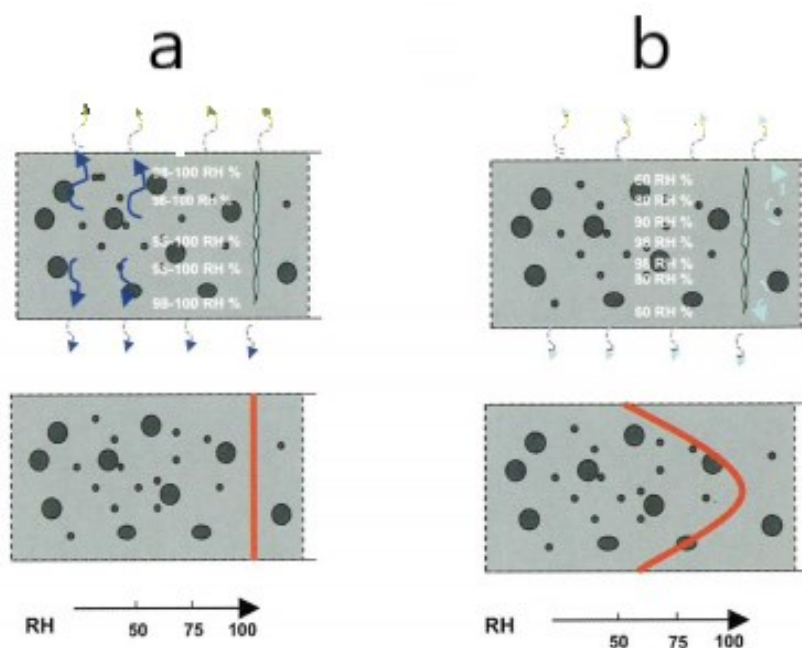 a
98-100 RH %
98-100 RH %
98-100 RH %
98-100 RH %
98-100 RH %
RH
50 75 100
b
60 RH %
80 RH %
90 RH %
98 RH %
98 RH %
80 RH %
60 RH %
RH
50 75 100